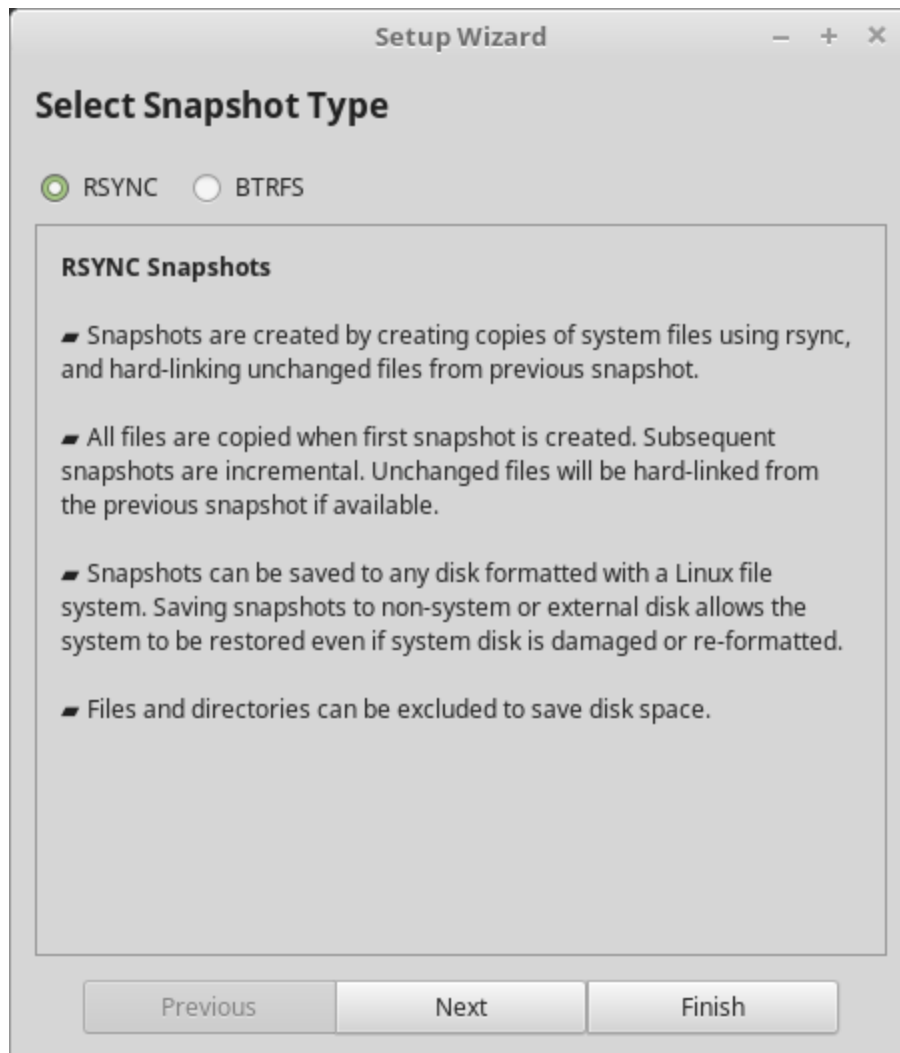 Setup Wizard
Select Snapshot Type
RSYNC BTRFS
RSYNC Snapshots
▰ Snapshots are created by creating copies of system files using rsync,
and hard-linking unchanged files from previous snapshot.
▰ All files are copied when first snapshot is created. Subsequent
snapshots are incremental. Unchanged files will be hard-linked from
the previous snapshot if available.
▰ Snapshots can be saved to any disk formatted with a Linux file
system. Saving snapshots to non-system or external disk allows the
system to be restored even if system disk is damaged or re-formatted.
▰ Files and directories can be excluded to save disk space.
Previous Next Finish